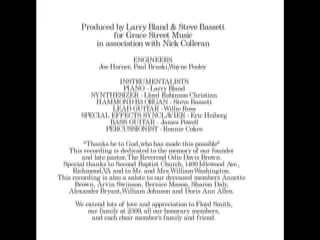 Produced by Larry Bland & Steve Bassett
for Grace Street Music
in association with Nick Colleran
ENGINEERS
Joe Horner, Paul Bruski,Wayne Pooley
INSTRUMENTALISTS
PIANO - Larry Bland
SYNTHESIZER - Lloyd Robinson Christian
HAMMOND B3 ORGAN - Steve Bassett
LEAD GUITAR - Willie Ross
SPECIAL EFFECTS SYNCLAVIER - Eric Heiberg
BASS GUITAR - James Powell
PERCUSSIONIST - Ronnie Cokes
"Thanks be to God, who has made this possible"
This recording is dedicated to the memory of our founder
and late pastor, The Reverend Odie Davis Brown.
Special thanks to Second Baptist Church, 1400 Idlewood Ave.,
Richmond,VA and to Mr. and Mrs. William Washington.
This recording is also a salute to our deceased members Annette
Brown, Arvin Swinson, Bernice Mason, Sharon Daly,
Alexander Bryant, William Johnson and Doris Ann Allen.
We extend lots of love and appreciation to Floyd Smith,
our family at 2509, all our honorary members,
and each choir member's family and friend.